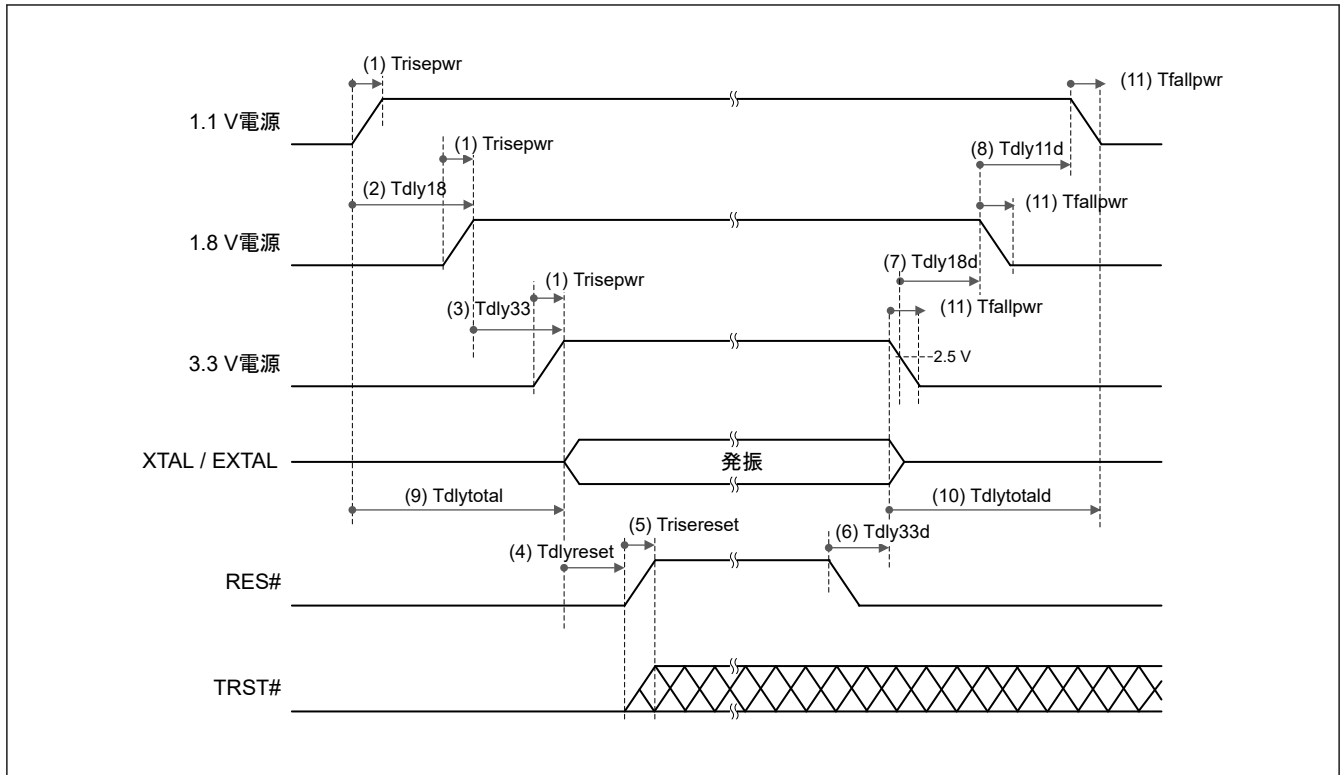 (1) Trisepwr
(11) Tfallpwr
1.1 V電源
(1) Trisepwr
(8) Tdly11d
(2) Tdly18
(11) Tfallpwr
1.8 V電源
(7) Tdly18d
(1) Trisepwr
(3) Tdly33
(11) Tfallpwr
2.5 V
3.3 V電源
XTAL / EXTAL
発振
(9) Tdlytotal
(10) Tdlytotald
(5) Trisereset
(6) Tdly33d
(4) Tdlyreset
RES#
TRST#